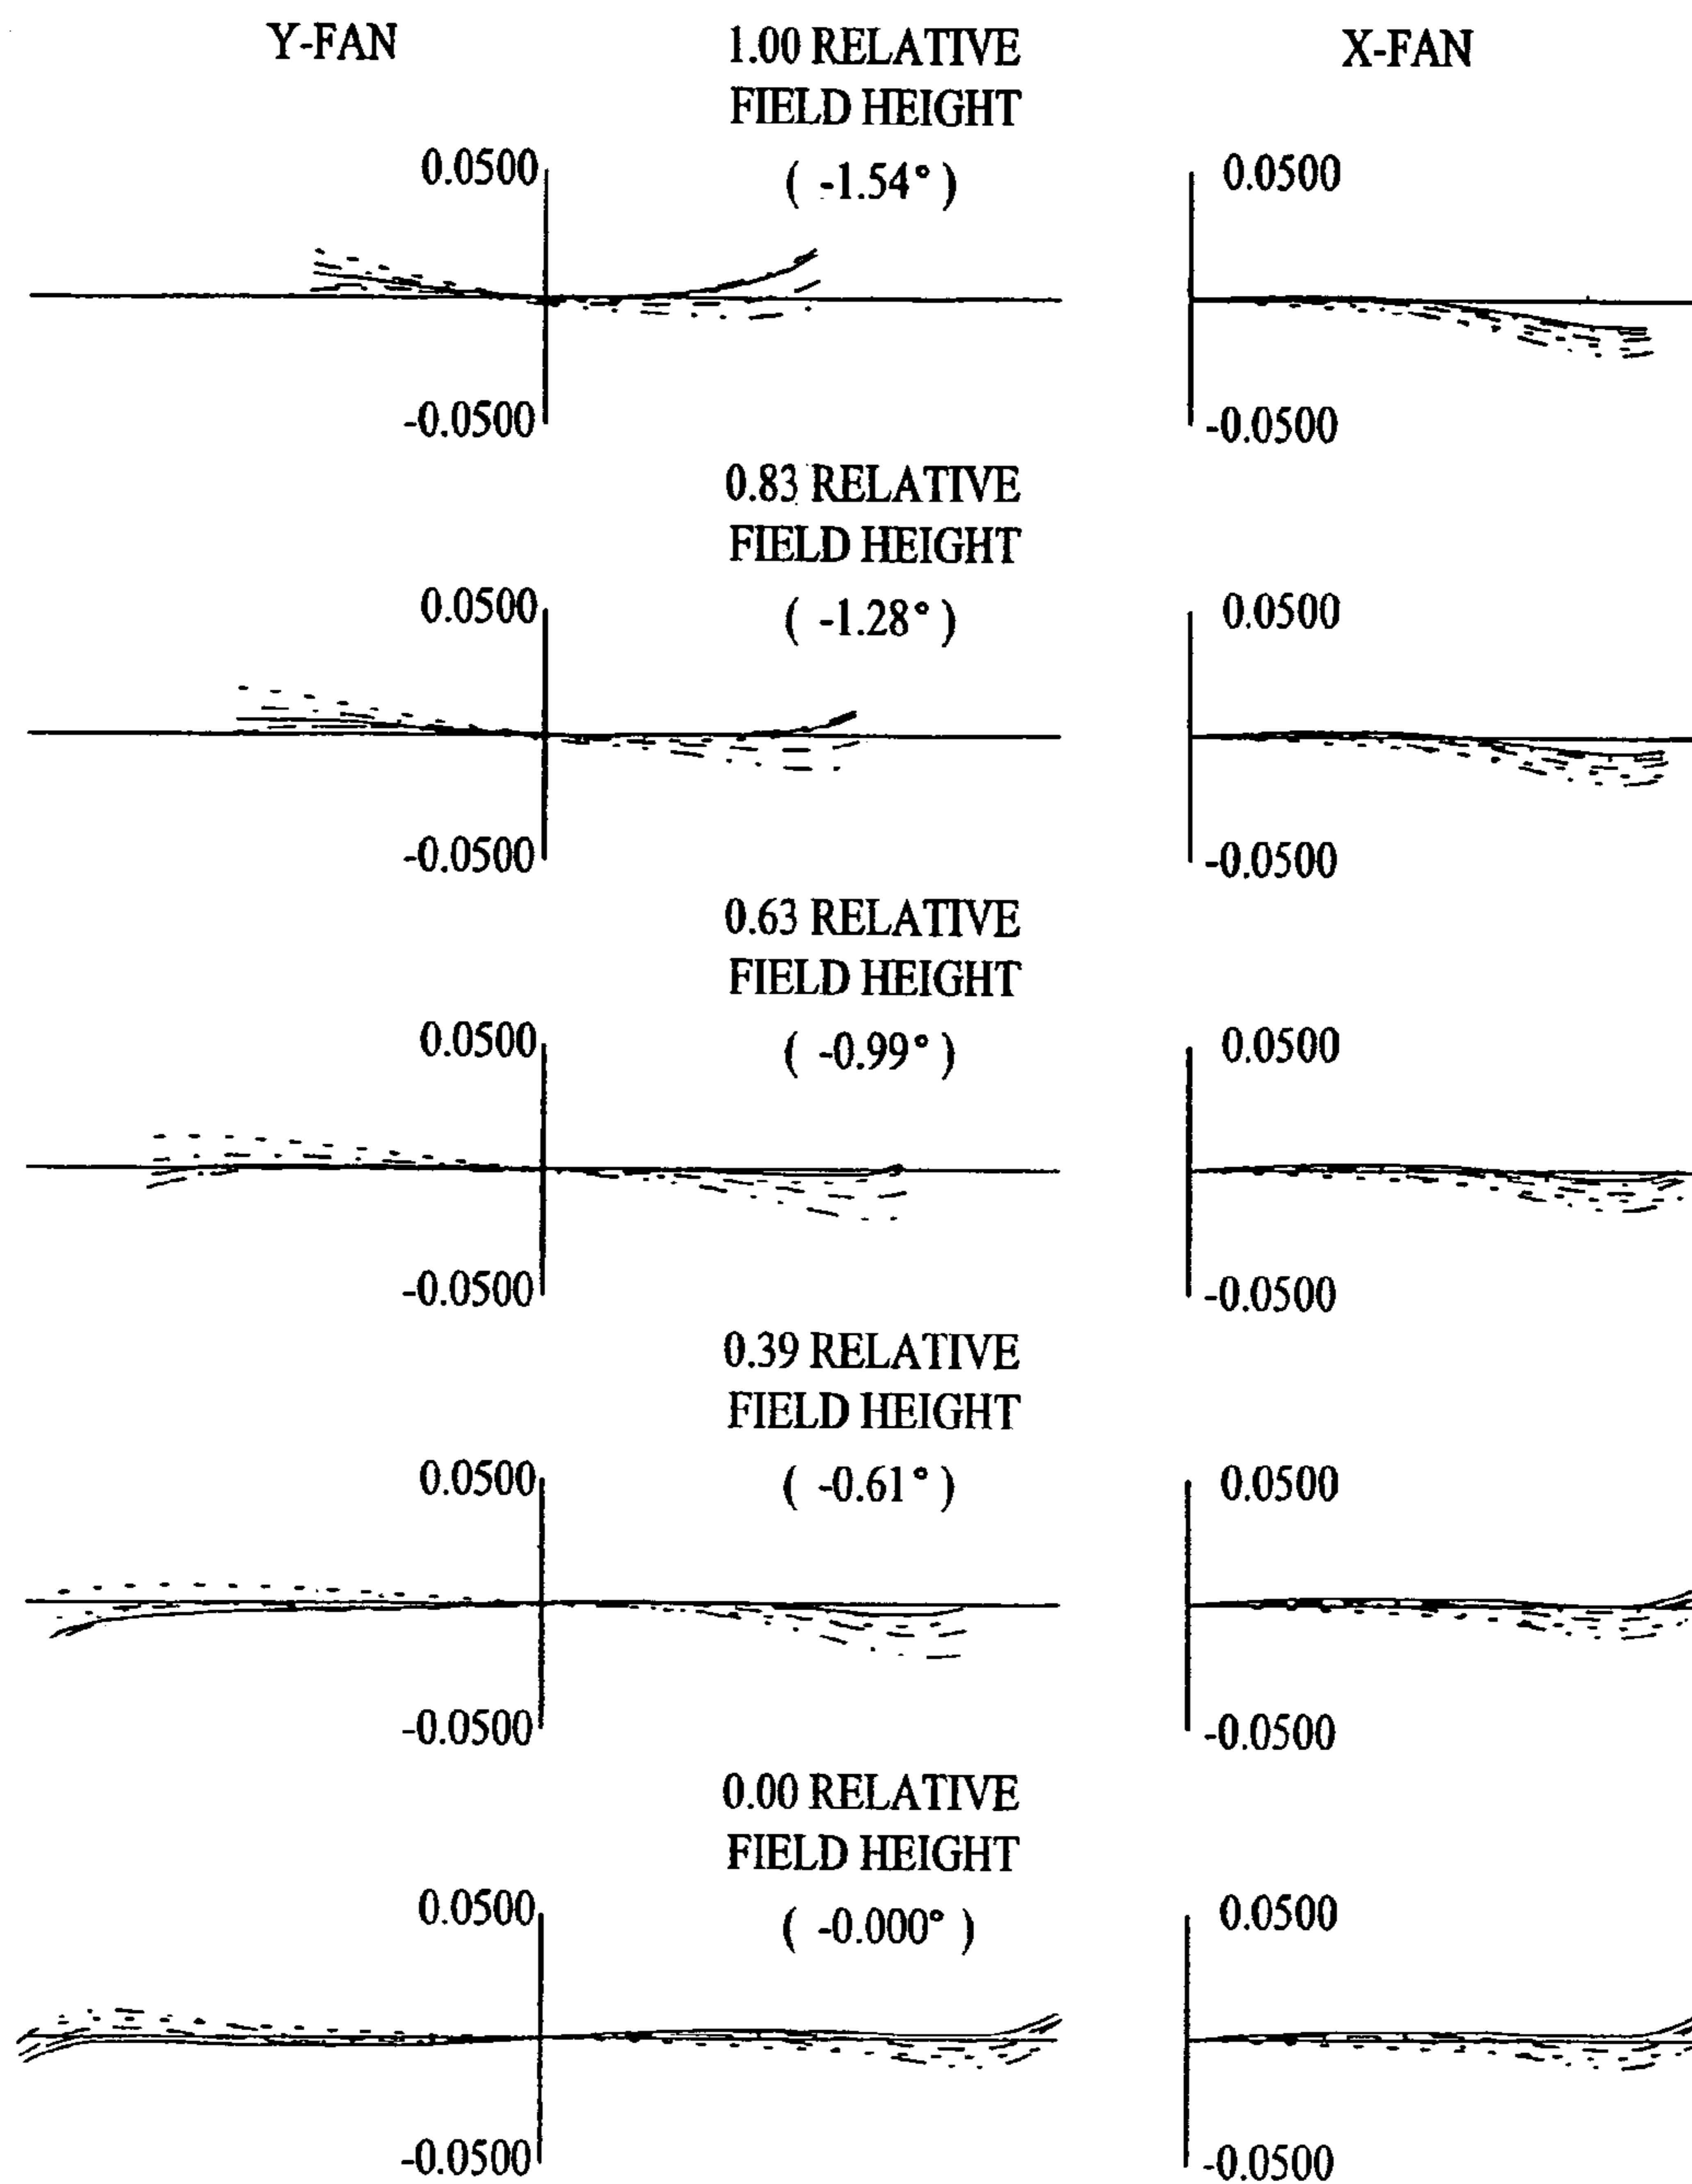 Y-FAN
1.00 RELATIVE
FIELD HEIGHT
( -1.54° )
X-FAN
0.0500
-0.0500
0.0500
-0.0500
0.83 RELATIVE
FIELD HEIGHT
( -1.28° )
0.0500
-0.0500
0.0500
-0.0500
0.63 RELATIVE
FIELD HEIGHT
( -0.99° )
0.0500
-0.0500
0.0500
-0.0500
0.39 RELATIVE
FIELD HEIGHT
( -0.61° )
0.0500
-0.0500
0.0500
-0.0500
0.00 RELATIVE
FIELD HEIGHT
( -0.000° )
0.0500
-0.0500
0.0500
-0.0500